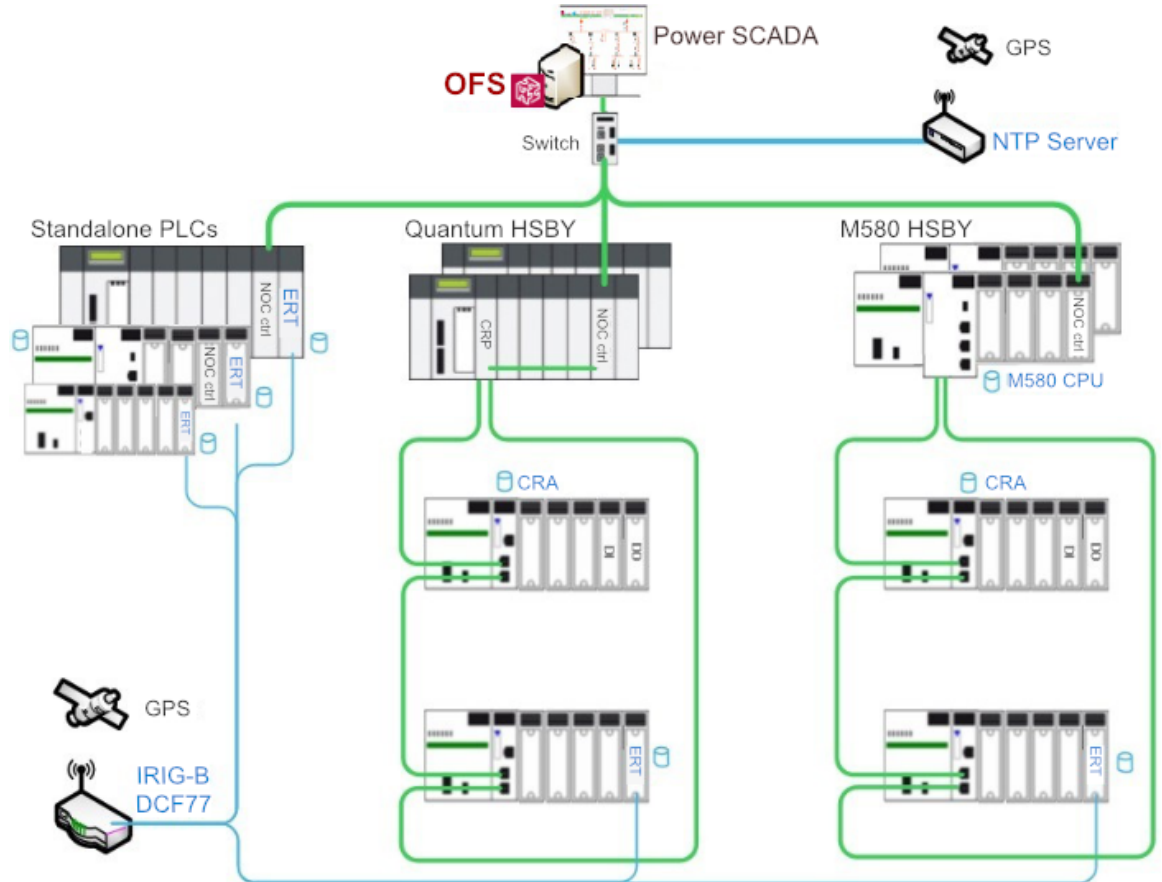 Power SCADA
GPS
OFS
Switch
NTP Server
Standalone PLCs
Quantum HSBY
M580 HSBY
NOC ctrl
ERT
NOC ctrl
ERT
ERT
CRP
NOC ctrl
NOC ctrl
M580 CPU
CRA
DI
DO
CRA
DI
DO
GPS
IRIG-B
DCF77
ERT
ERT